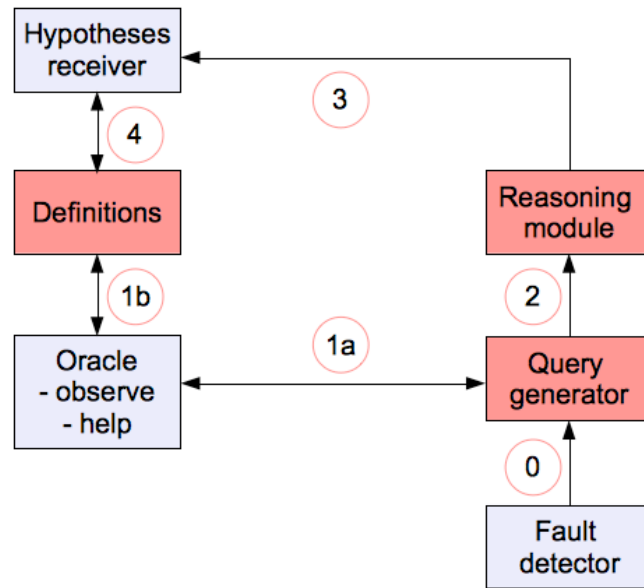 Hypotheses
receiver
3
4
Definitions
Reasoning
module
1b
2
Oracle
- observe
- help
1a
Query
generator
0
Fault
detector